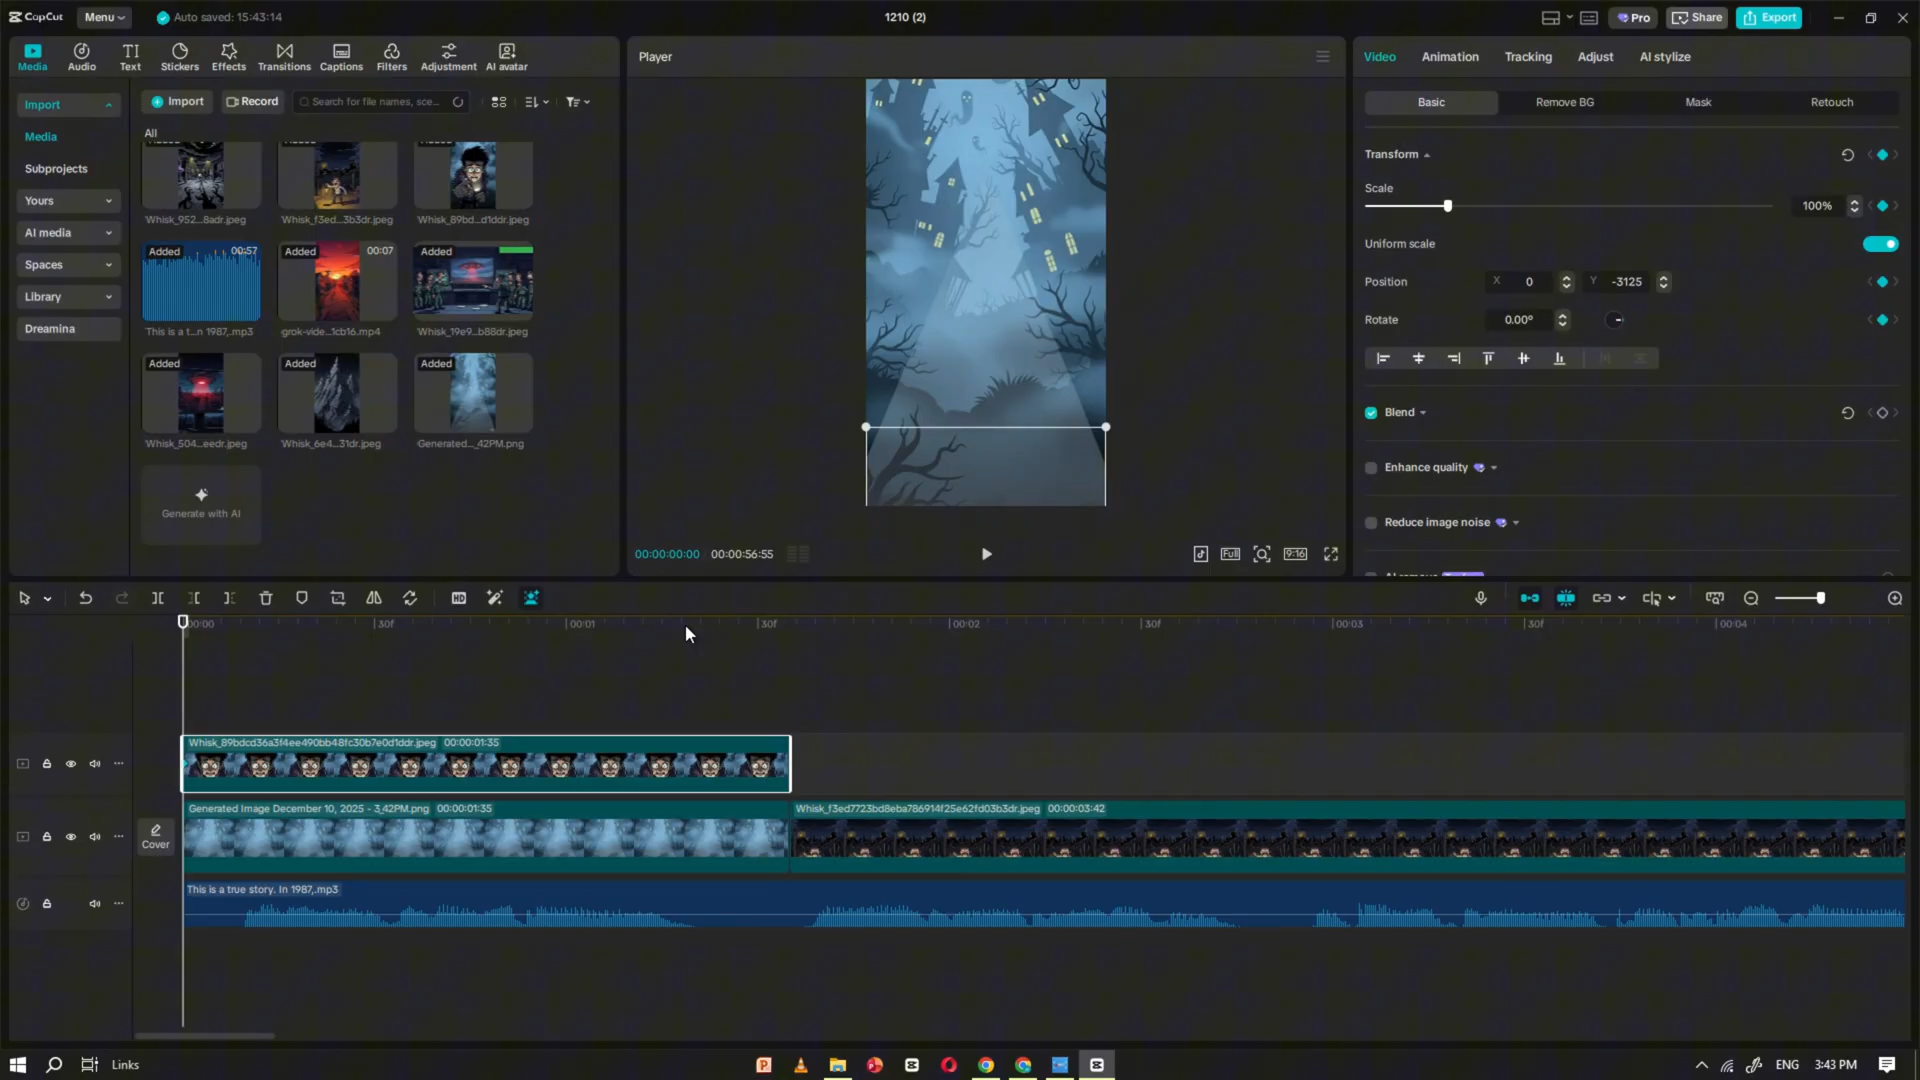 CapCut
Menu
Auto saved: 15:43:14
1210 (2)
Pro
Share
Export
Media
Audio
TI
Text
Stickers
Effects
Transitions
Captions
Filters
Adjustment
AI avatar
Player
Video
Animation
Tracking
Adjust
AI stylize
Import
Import
Record
Search for file names, sce...
Basic
Remove BG
Mask
Retouch
Media
Subprojects
Yours
AI media
Spaces
Library
Dreamina
All
Whisk_952...8adr.jpeg
Whisk_f3ed...3b3dr.jpeg
Whisk_89bd...d1ddr.jpeg
Added
00:57
Added
00:07
Added
This is a t...n 1987,.mp3
grok-vide...1cb16.mp4
Whisk_19e9...b88dr.jpeg
Added
Added
Added
Whisk_504...eedr.jpeg
Whisk_6e4...31dr.jpeg
Generated..._42PM.png
Generate with AI
Transform
Scale
100%
Uniform scale
Position
X
0
Y
-3125
Rotate
0.00°
Blend
Enhance quality
Reduce image noise
00:00:00:00
00:00:56:55
Full
9:16
HD
00:00
30f
00:01
30f
00:02
30f
00:03
30f
00:04
Whisk_89bdcd36a3f4ee490bb48fc30b7e0d1ddr.jpeg 00:00:01:35
Cover
Generated Image December 10, 2025 - 3_42PM.png 00:00:01:35
Whisk_f3ed7723bd8eba786914f25e62fd03b3dr.jpeg 00:00:03:42
This is a true story. In 1987,.mp3
Links
ENG
3:43 PM